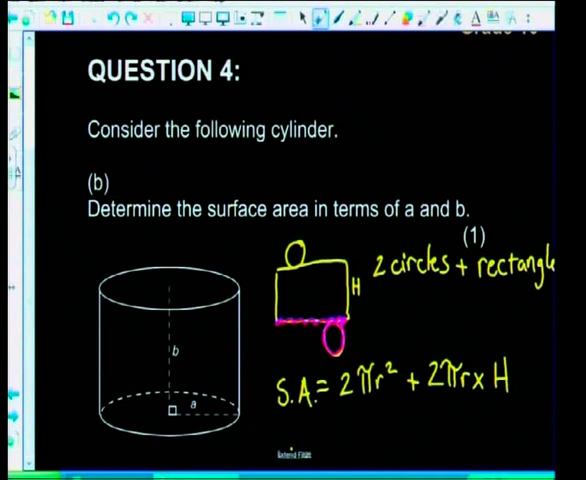 QUESTION 4:
Consider the following cylinder.
(b)
Determine the surface area in terms of a and b.
(1)
2 circles + rectangle
H
b
a
S.A. = 2πr² + 2πr x H